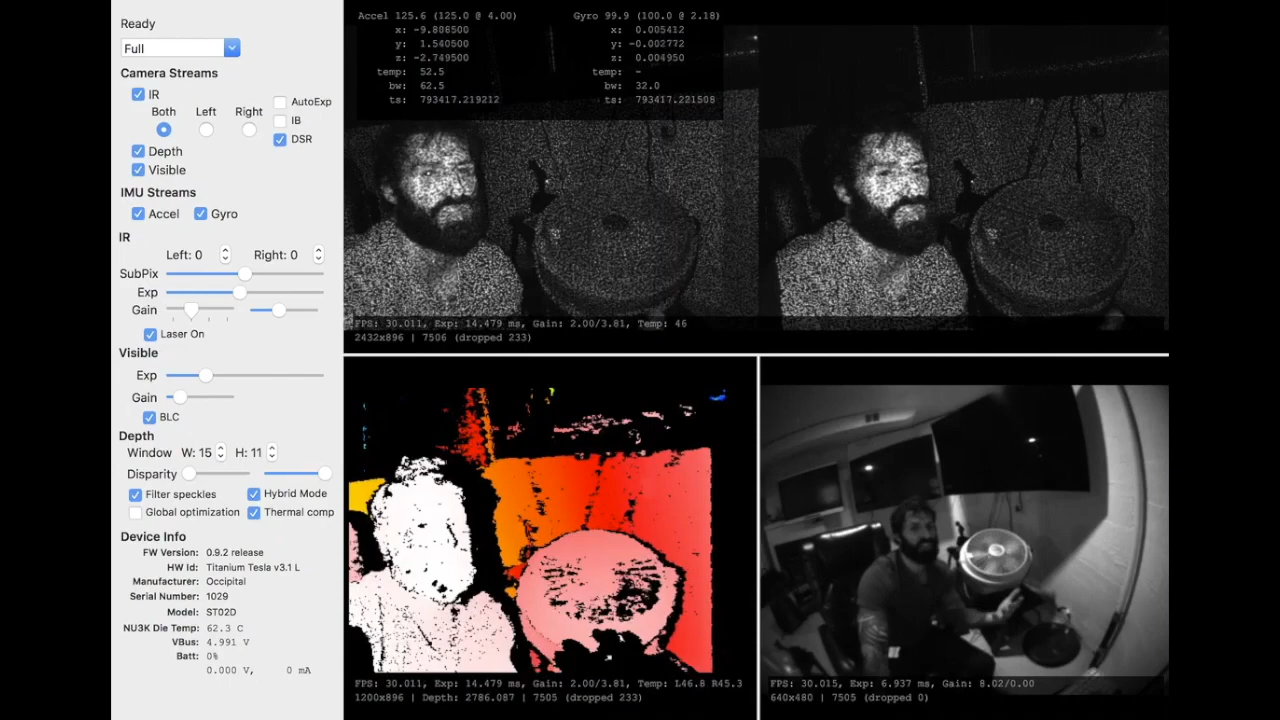 Ready
Full
Camera Streams
IR
Both Left Right
AutoExp
IB
DSR
Depth
Visible
IMU Streams
Accel Gyro
IR
Left: 0 Right: 0
SubPix
Exp
Gain
Laser On
Visible
Exp
Gain
BLC
Depth
Window W: 15 H: 11
Disparity
Filter speckles Hybrid Mode
Global optimization Thermal comp
Device Info
FW Version: 0.9.2 release
HW Id: Titanium Tesla v3.1 L
Manufacturer: Occipital
Serial Number: 1029
Model: ST02D
NU3K Die Temp: 62.3 C
VBus: 4.991 V
Batt: 0%
0.000 V, 0 mA
Accel 125.6 (125.0 @ 4.00) Gyro 99.9 (100.0 @ 2.18)
x: -9.806500 x: 0.005412
y: 1.540500 y: -0.002772
z: -2.749500 z: 0.004950
temp: 52.5 temp: -
bw: 62.5 bw: 32.0
ts: 793417.219212 ts: 793417.221508
FPS: 30.011, Exp: 14.479 ms, Gain: 2.00/3.81, Temp: 46
2432x896 | 7506 (dropped 233)
FPS: 30.011, Exp: 14.479 ms, Gain: 2.00/3.81, Temp: L46.8 R45.3
1200x896 | Depth: 2786.087 | 7505 (dropped 233)
FPS: 30.015, Exp: 6.937 ms, Gain: 8.02/0.00
640x480 | 7505 (dropped 0)